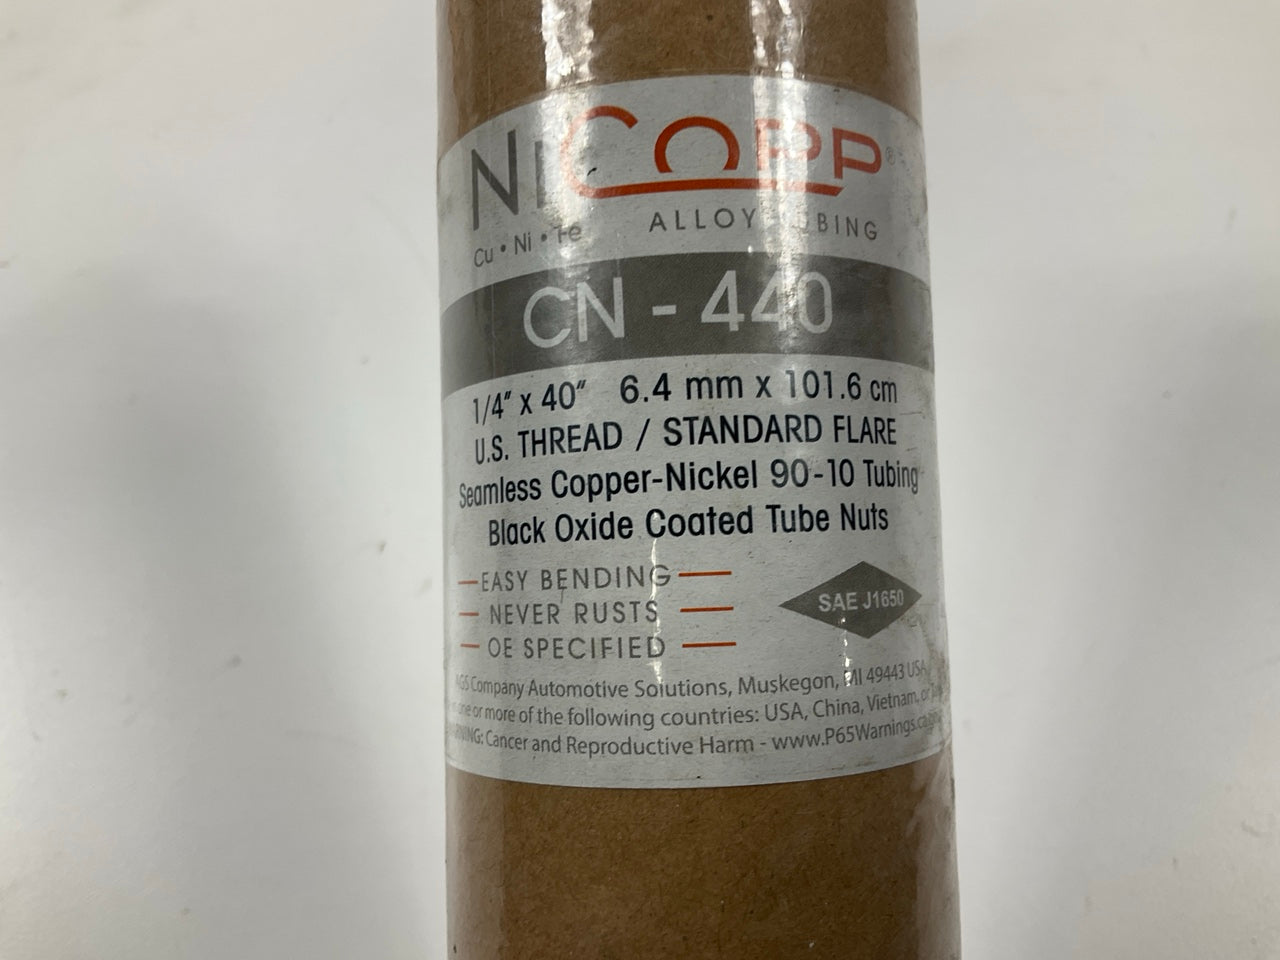 NiCopp®
Cu • Ni • Fe ALLOY TUBING
CN - 440
1/4" x 40" 6.4 mm x 101.6 cm
U.S. THREAD / STANDARD FLARE
Seamless Copper-Nickel 90-10 Tubing
Black Oxide Coated Tube Nuts
EASY BENDING
NEVER RUSTS
OE SPECIFIED
SAE J1650
AGS Company Automotive Solutions, Muskegon, MI 49443 USA
one or more of the following countries: USA, China, Vietnam, or
WARNING: Cancer and Reproductive Harm - www.P65Warnings.ca.gov